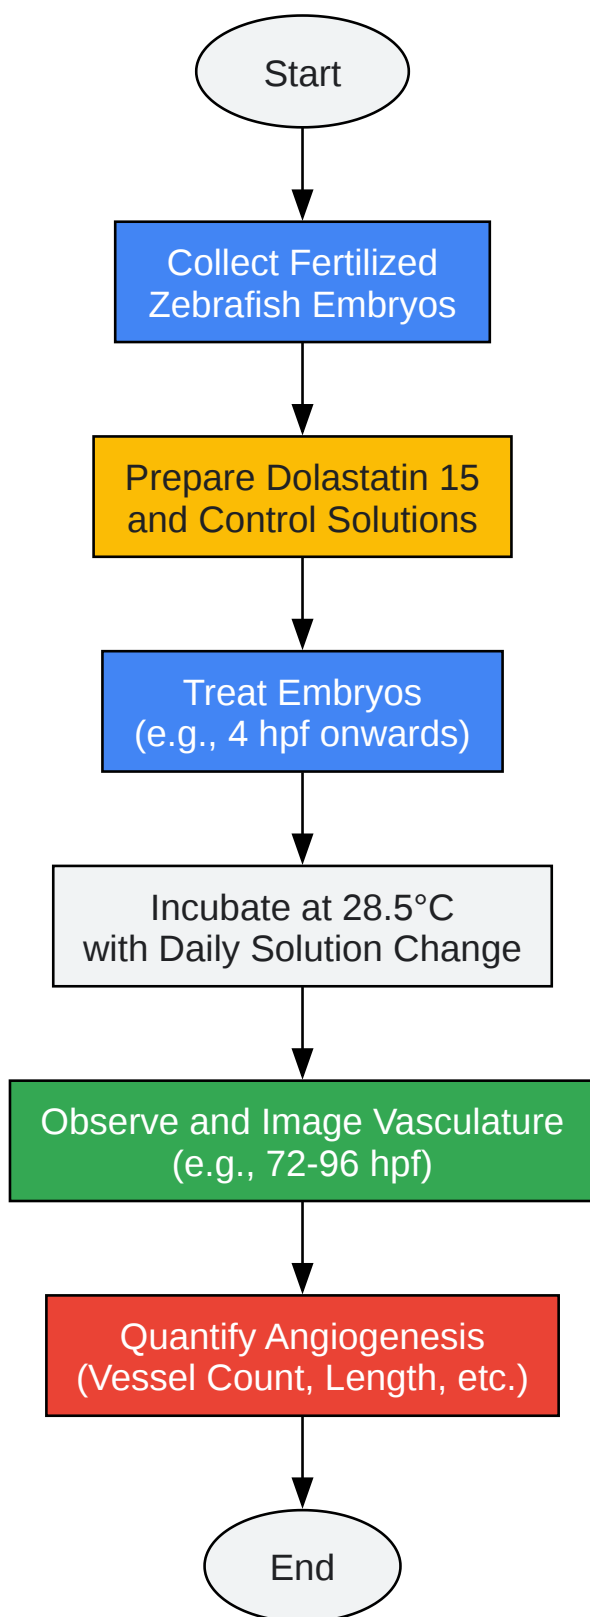 Start
Collect Fertilized
Zebrafish Embryos
Prepare Dolastatin 15
and Control Solutions
Treat Embryos
(e.g., 4 hpf onwards)
Incubate at 28.5°C
with Daily Solution Change
Observe and Image Vasculature
(e.g., 72-96 hpf)
Quantify Angiogenesis
(Vessel Count, Length, etc.)
End